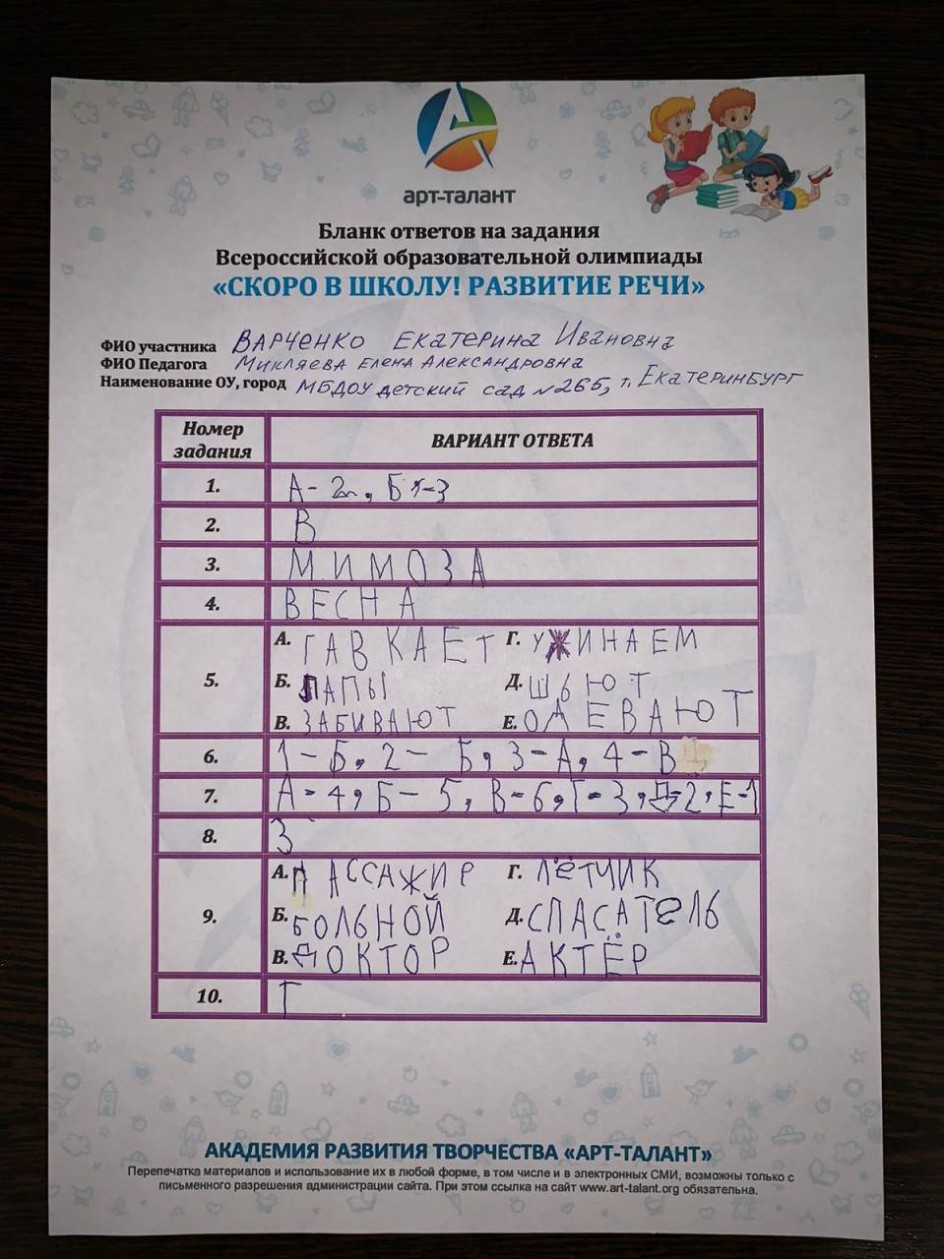 арт-талант
Бланк ответов на задания
Всероссийской образовательной олимпиады
«СКОРО В ШКОЛУ! РАЗВИТИЕ РЕЧИ»
ФИО участника ВАРЧЕНКО ЕКАТЕРИНА ИВАНОВНА
ФИО Педагога МИКЛЯЕВА ЕЛЕНА АЛЕКСАНДРОВНА
Наименование ОУ, город МБДОУ детский сад №266, г. ЕКАТЕРИНБУРГ
Номер задания ВАРИАНТ ОТВЕТА
1. А-2, Б-3
2. В
3. МИМОЗА
4. ВЕСНА
5. А. ГАВКАЕТ Г. УЖИНАЕМ
Б. ЛАПЫ Д. ШЬЮТ
В. ЗАБИВАЮТ Е. ОДЕВАЮТ
6. 1-Б, 2-Б, 3-А, 4-В
7. А-4, Б-5, В-6, Г-3, Д-2, Е-1
8. 3
9. А. ПАССАЖИР Г. ЛЁТЧИК
Б. БОЛЬНОЙ Д. СПАСАТЕЛЬ
В. ДОКТОР Е. АКТЁР
10. Г
АКАДЕМИЯ РАЗВИТИЯ ТВОРЧЕСТВА «АРТ-ТАЛАНТ»
Перепечатка материалов и использование их в любой форме, в том числе и в электронных СМИ, возможны только с
письменного разрешения администрации сайта. При этом ссылка на сайт www.art-talant.org обязательна.